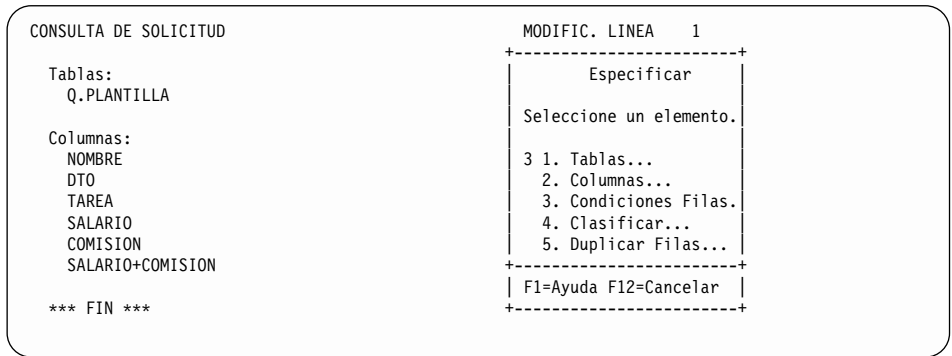 CONSULTA DE SOLICITUD MODIFIC. LINEA 1
+-------------------------+
Tablas: | Especificar |
Q.PLANTILLA | |
| Seleccione un elemento.|
Columnas: | |
NOMBRE | 3 1. Tablas... |
DTO | 2. Columnas... |
TAREA | 3. Condiciones Filas.|
SALARIO | 4. Clasificar... |
COMISION | 5. Duplicar Filas... |
SALARIO+COMISION +-------------------------+
| F1=Ayuda F12=Cancelar |
*** FIN *** +-------------------------+